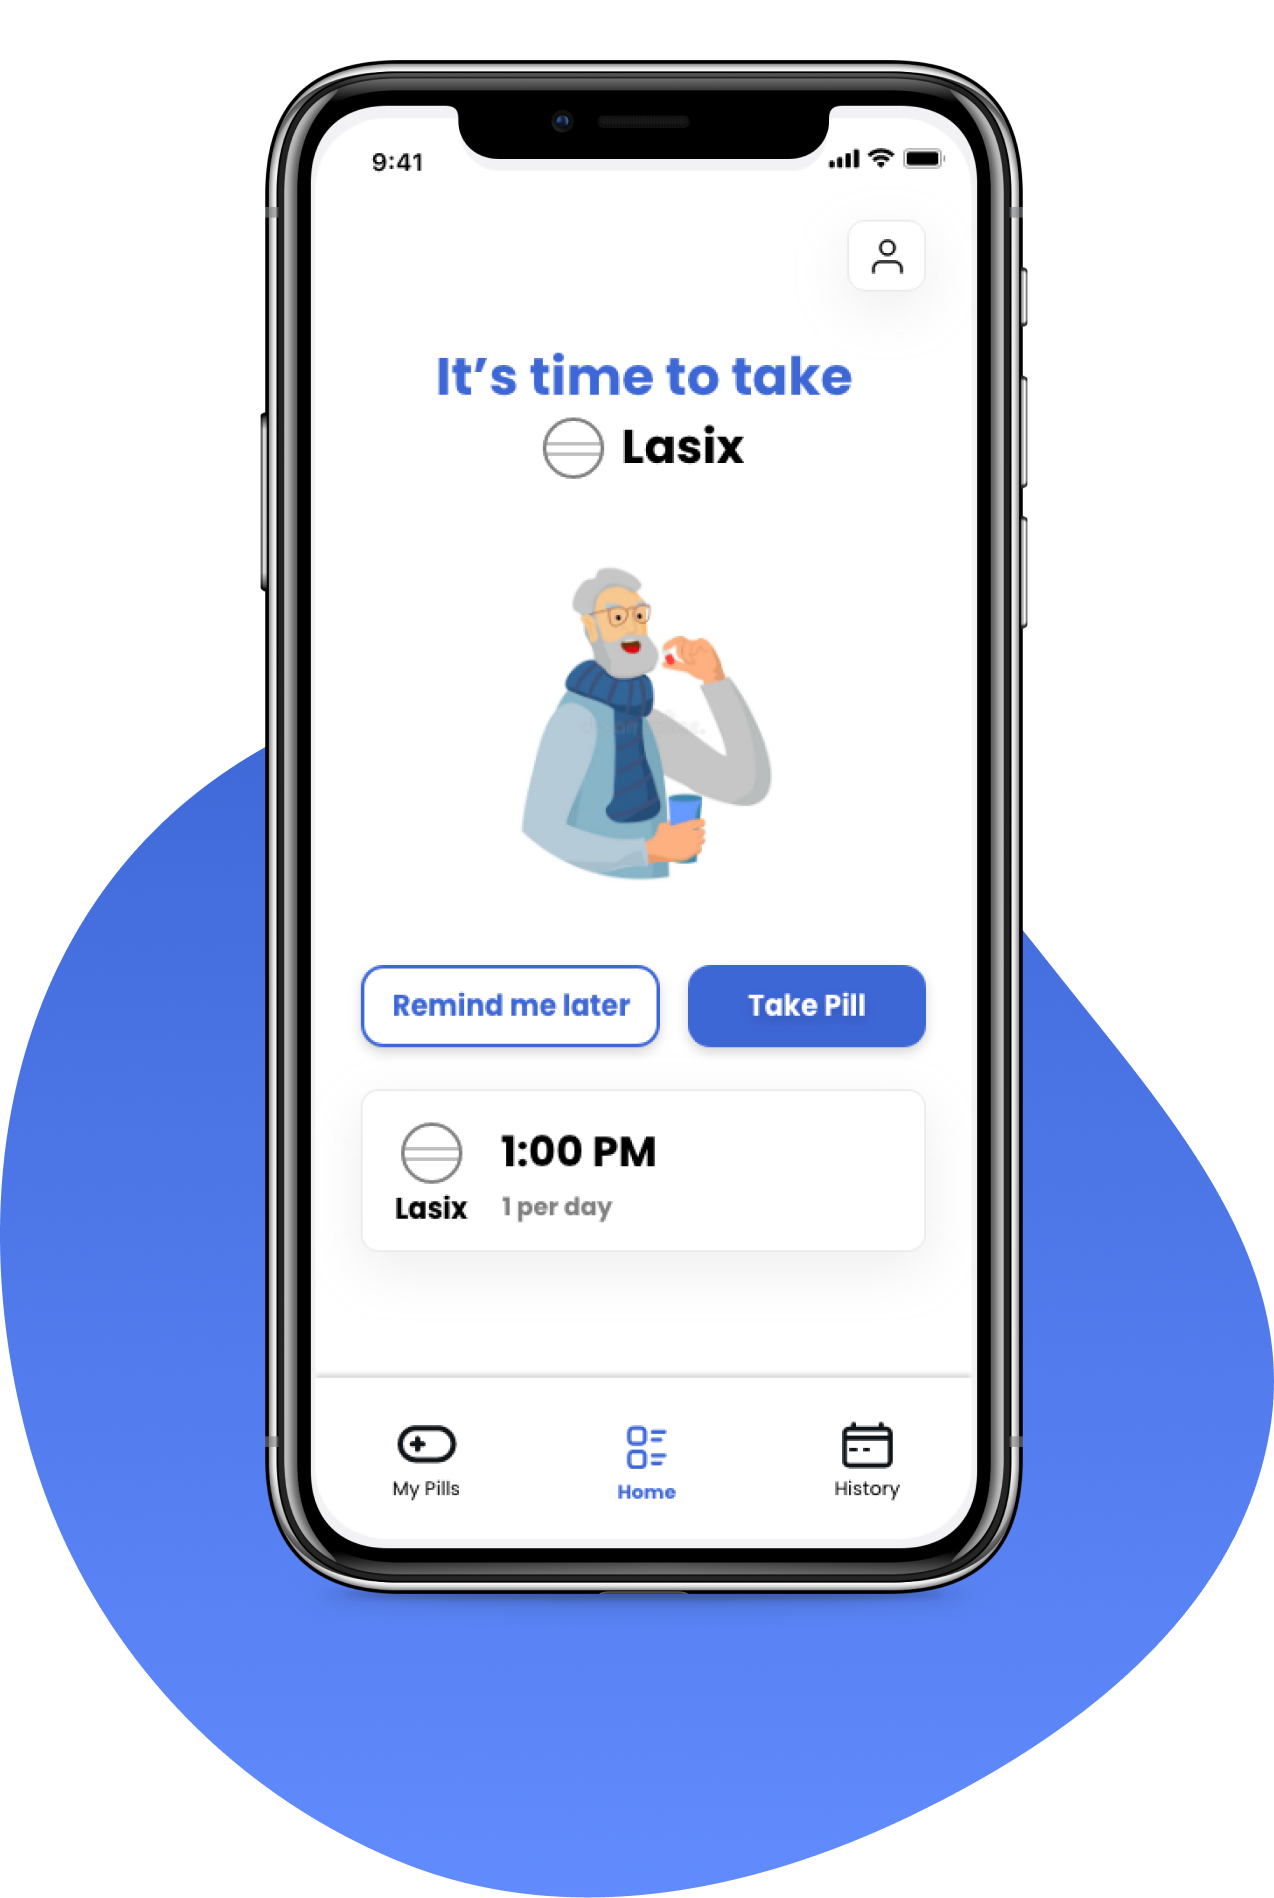 9:41
It’s time to take
Lasix
Remind me later
Take Pill
1:00 PM
Lasix
1 per day
My Pills
Home
History